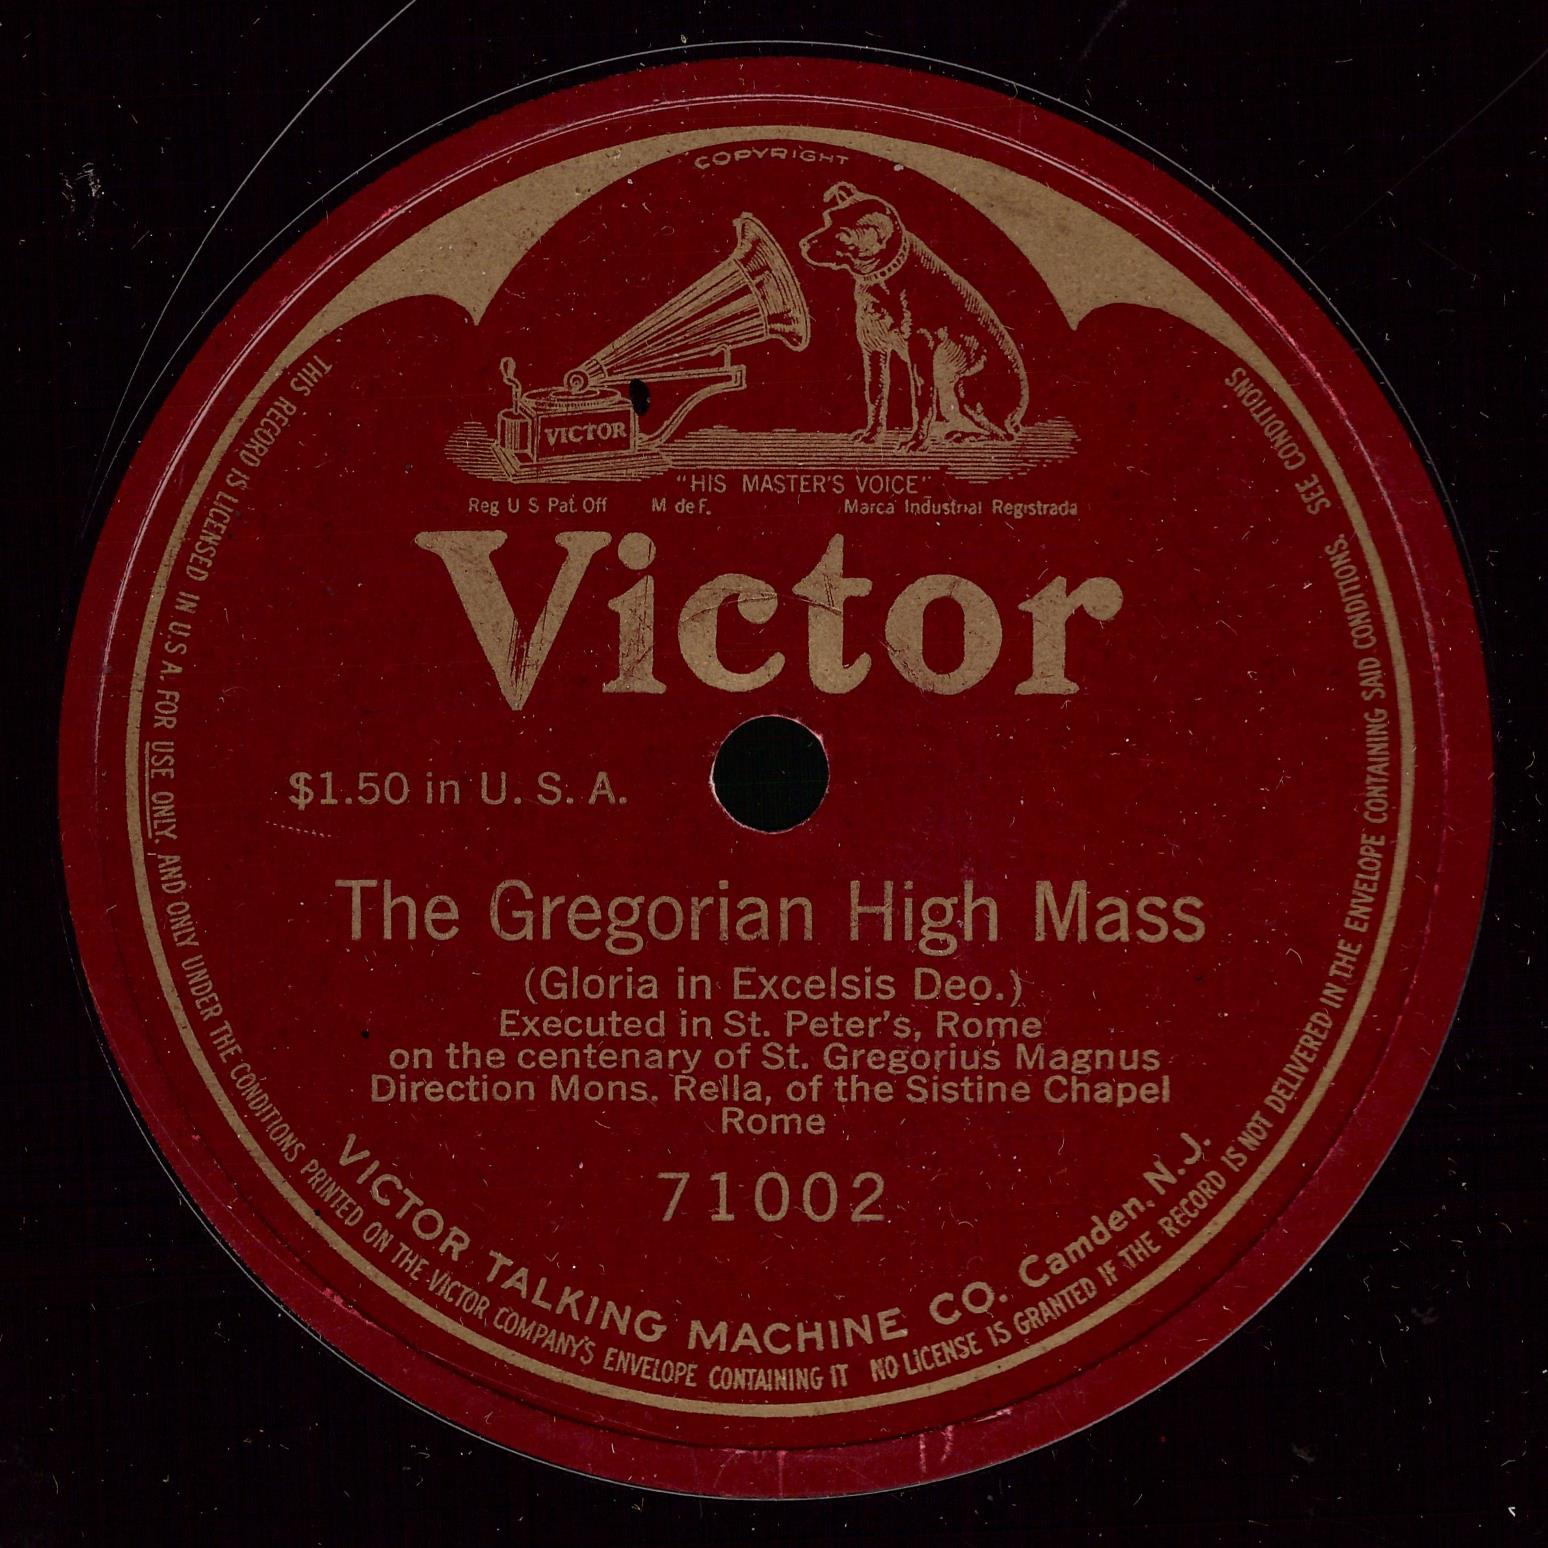 COPYRIGHT
VICTOR
"HIS MASTER'S VOICE"
Reg U S Pat Off M de F. Marca Industrial Registrada
Victor
$1.50 in U. S. A.
The Gregorian High Mass
(Gloria in Excelsis Deo.)
Executed in St. Peter's, Rome
on the centenary of St. Gregorius Magnus
Direction Mons. Rella, of the Sistine Chapel
Rome
71002
VICTOR TALKING MACHINE CO. Camden, N. J.
THIS RECORD IS LICENSED IN U.S.A. FOR USE ONLY, AND ONLY UNDER THE CONDITIONS PRINTED ON THE VICTOR COMPANY'S ENVELOPE CONTAINING IT NO LICENSE IS GRANTED IF THE RECORD IS NOT DELIVERED IN THE ENVELOPE CONTAINING SAID CONDITIONS. SEE CONDITIONS